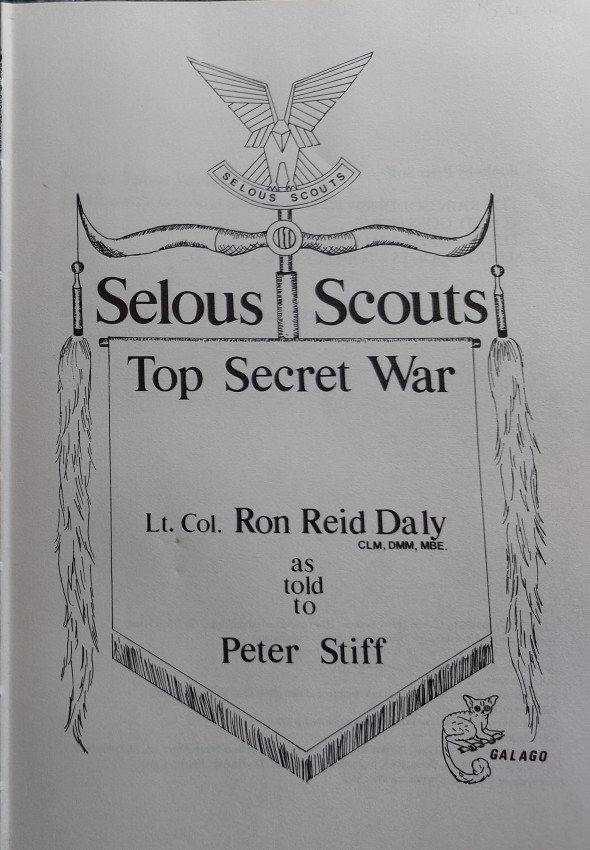 SELOUS SCOUTS
Selous Scouts
Top Secret War
Lt. Col. Ron Reid Daly
CLM, DMM, MBE.
as
told
to
Peter Stiff
GALAGO